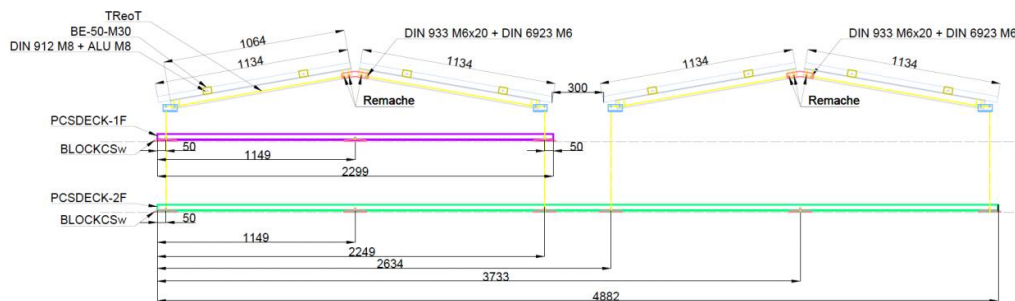 TReoT
BE-50-M30
DIN 912 M8 + ALU M8
1064
1134
DIN 933 M6x20 + DIN 6923 M6
1134
Remache
300
1134
DIN 933 M6x20 + DIN 6923 M6
1134
Remache
PCSDECK-1F
BLOCKCSw
50
50
1149
2299
PCSDECK-2F
BLOCKCSw
50
1149
2249
2634
3733
4882